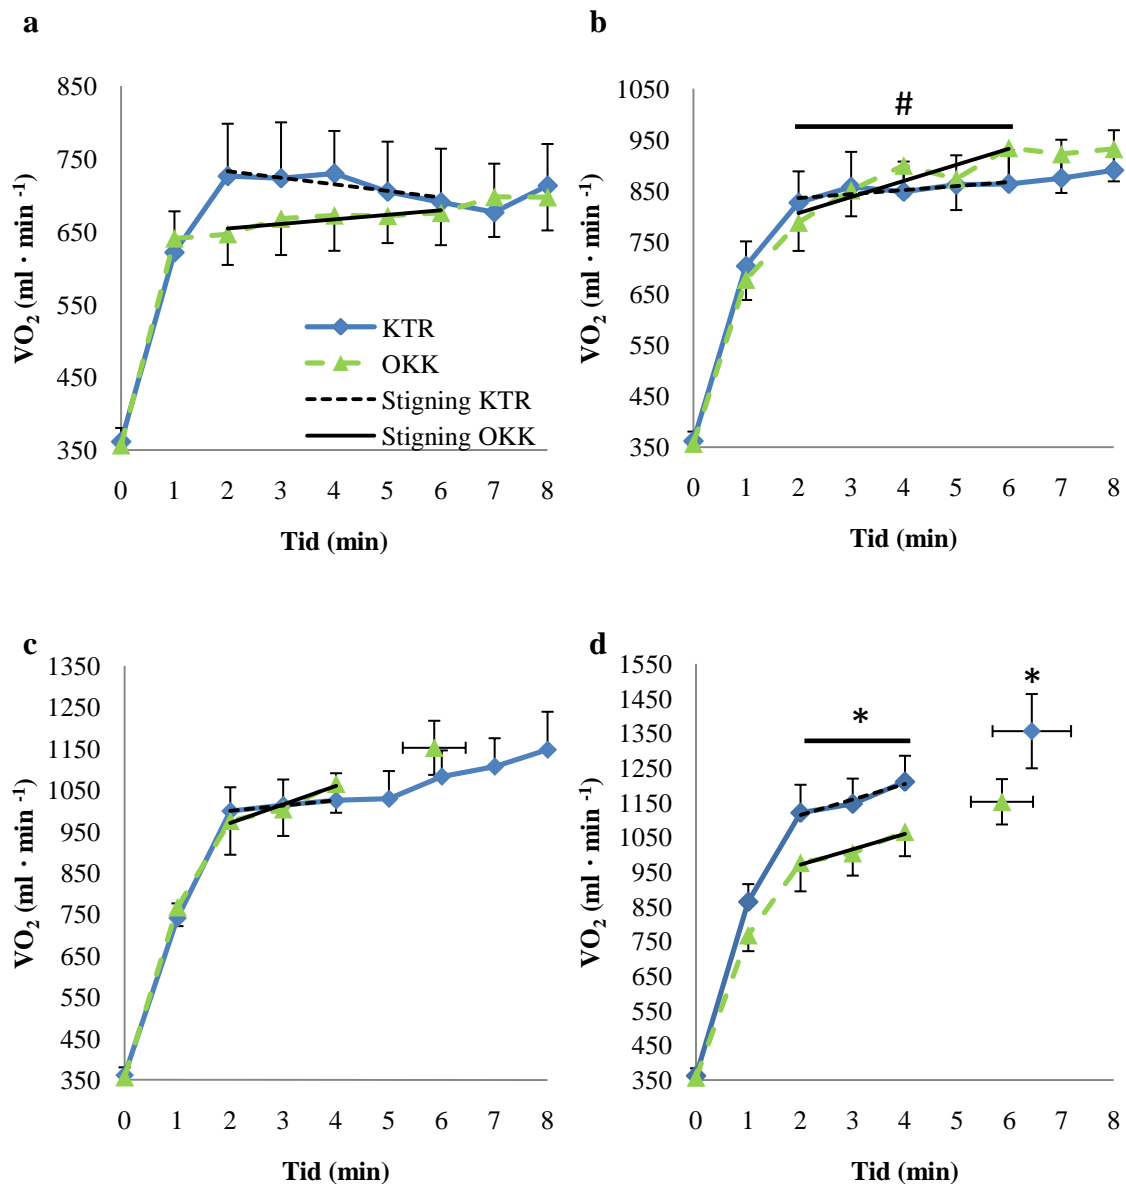 a
850
750
650
550
450
350
VO2 (ml · min -1)
KTR
OKK
Stigning KTR
Stigning OKK
0 1 2 3 4 5 6 7 8
Tid (min)
b
1050
950
850
750
650
550
450
350
VO2 (ml · min -1)
#
0 1 2 3 4 5 6 7 8
Tid (min)
c
1350
1250
1150
1050
950
850
750
650
550
450
350
VO2 (ml · min -1)
0 1 2 3 4 5 6 7 8
Tid (min)
d
1550
1450
1350
1250
1150
1050
950
850
750
650
550
450
350
VO2 (ml · min -1)
*
*
0 1 2 3 4 5 6 7 8
Tid (min)